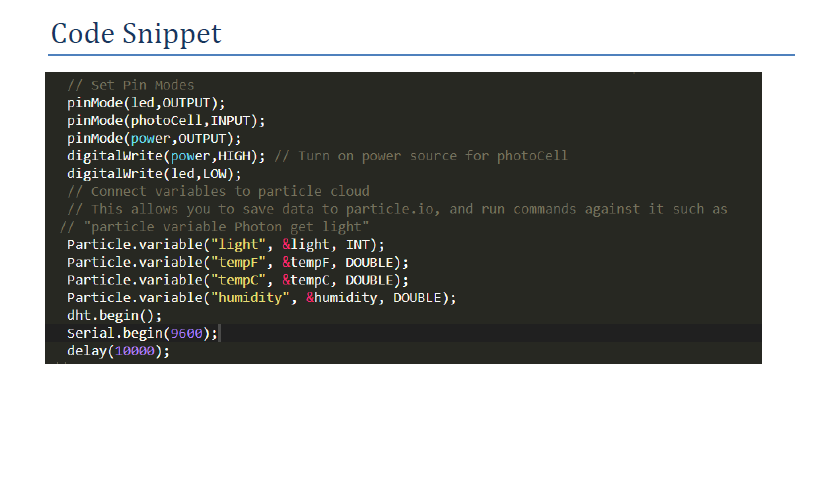 Code Snippet
// Set Pin Modes
pinMode(led,OUTPUT);
pinMode(photoCell,INPUT);
pinMode(power,OUTPUT);
digitalWrite(power,HIGH); // Turn on power source for photoCell
digitalWrite(led,LOW);
// Connect variables to particle cloud
// This allows you to save data to particle.io, and run commands against it such as
// "particle variable Photon get light"
Particle.variable("light", &light, INT);
Particle.variable("tempF", &tempF, DOUBLE);
Particle.variable("tempC", &tempC, DOUBLE);
Particle.variable("humidity", &humidity, DOUBLE);
dht.begin();
Serial.begin(9600);
delay(10000);